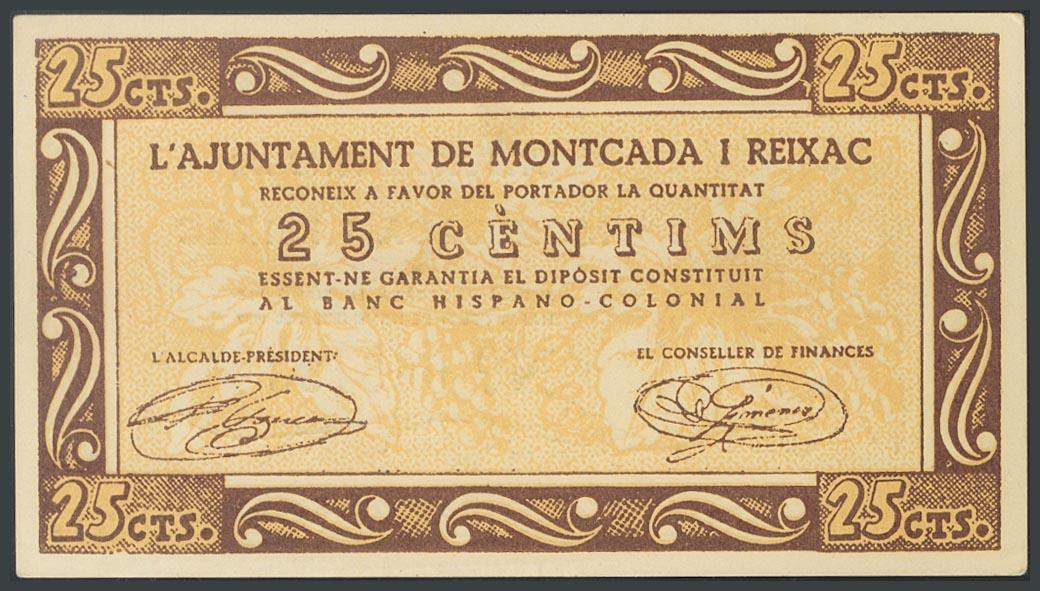 25 CTS. 25 CTS.
L'AJUNTAMENT DE MONTCADA I REIXAC
RECONEIX A FAVOR DEL PORTADOR LA QUANTITAT
25 CÈNTIMS
ESSENT-NE GARANTIA EL DIPÒSIT CONSTITUIT
AL BANC HISPANO-COLONIAL
L'ALCALDE-PRÉSIDENT: EL CONSELLER DE FINANCES
Gimenez
25 CTS. 25 CTS.